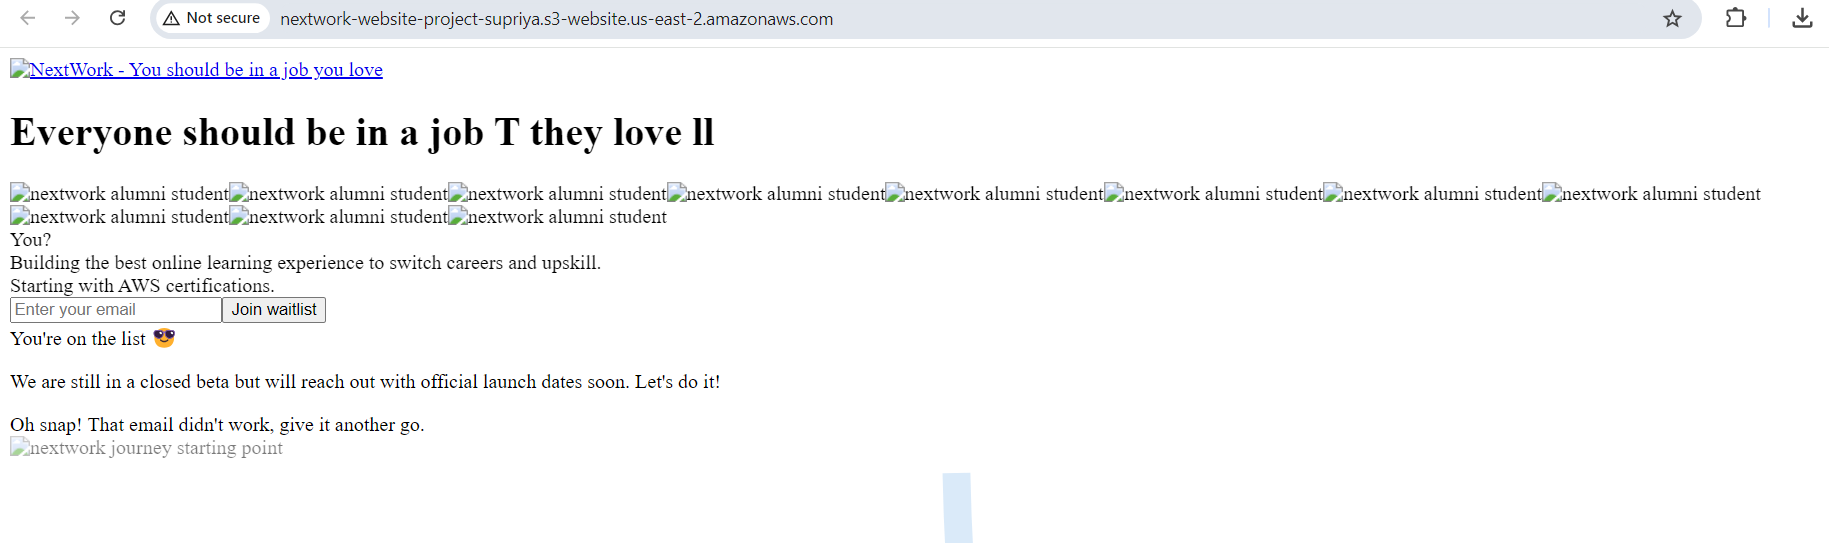 Not secure nextwork-website-project-supriya.s3-website.us-east-2.amazonaws.com
NextWork - You should be in a job you love
Everyone should be in a job T they love ll
nextwork alumni student nextwork alumni student nextwork alumni student nextwork alumni student nextwork alumni student nextwork alumni student nextwork alumni student nextwork alumni student
nextwork alumni student nextwork alumni student nextwork alumni student
You?
Building the best online learning experience to switch careers and upskill.
Starting with AWS certifications.
Enter your email Join waitlist
You're on the list 😎
We are still in a closed beta but will reach out with official launch dates soon. Let's do it!
Oh snap! That email didn't work, give it another go.
nextwork journey starting point